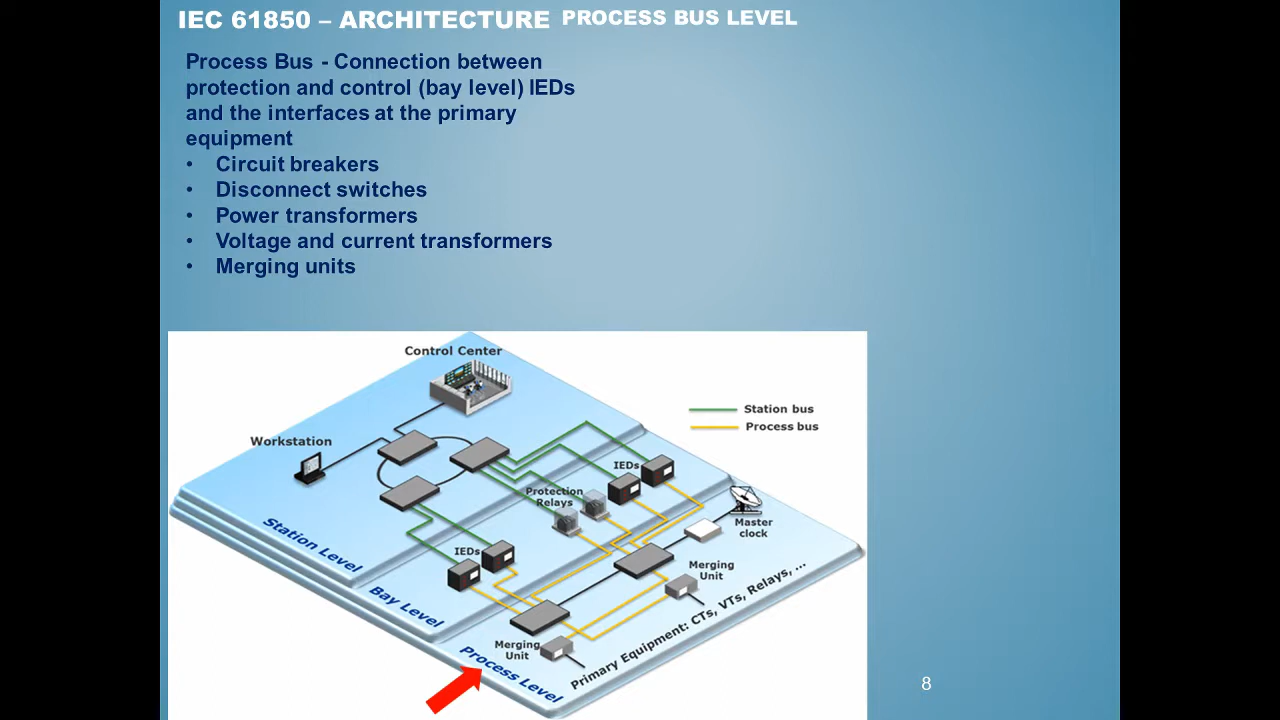 IEC 61850 – ARCHITECTURE PROCESS BUS LEVEL
Process Bus - Connection between
protection and control (bay level) IEDs
and the interfaces at the primary
equipment
• Circuit breakers
• Disconnect switches
• Power transformers
• Voltage and current transformers
• Merging units
Control Center
Station bus
Process bus
Workstation
IEDs
Protection
Relays
Master
clock
Station Level
IEDs
Merging
Unit
Bay Level
Merging
Unit
Primary Equipment: CTs, VTs, Relays, ...
Process Level
8